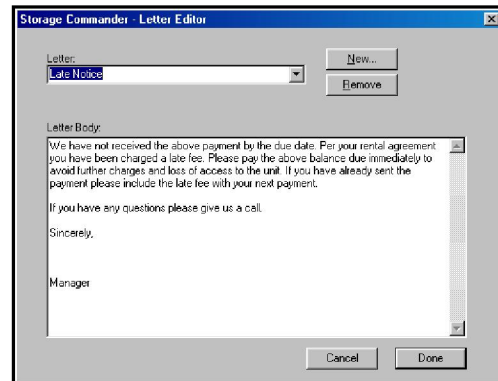 Storage Commander - Letter Editor
Letter:
Late Notice
New...
Remove
Letter Body:
We have not received the above payment by the due date. Per your rental agreement
you have been charged a late fee. Please pay the above balance due immediately to
avoid further charges and loss of access to the unit. If you have already sent the
payment please include the late fee with your next payment.
If you have any questions please give us a call.
Sincerely,
Manager
Cancel
Done